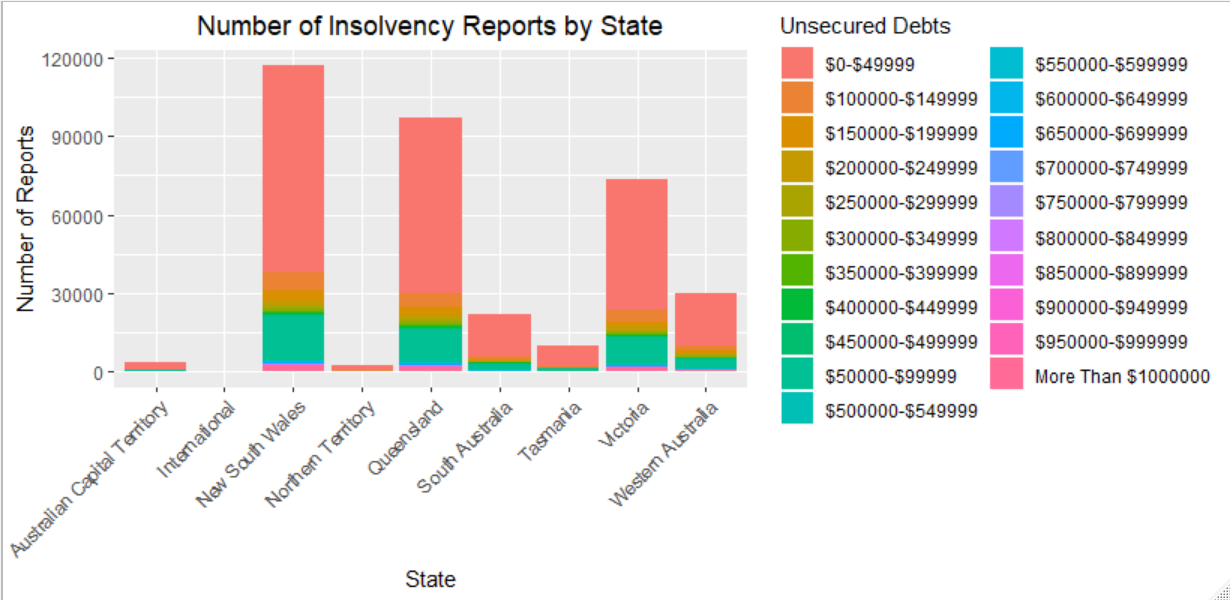 Number of Insolvency Reports by State
Number of Reports
120000
90000
60000
30000
0
Australian Capital Territory
International
New South Wales
Northern Territory
Queensland
South Australia
Tasmania
Victoria
Western Australia
State
Unsecured Debts
$0-$49999
$100000-$149999
$150000-$199999
$200000-$249999
$250000-$299999
$300000-$349999
$350000-$399999
$400000-$449999
$450000-$499999
$50000-$99999
$500000-$549999
$550000-$599999
$600000-$649999
$650000-$699999
$700000-$749999
$750000-$799999
$800000-$849999
$850000-$899999
$900000-$949999
$950000-$999999
More Than $1000000